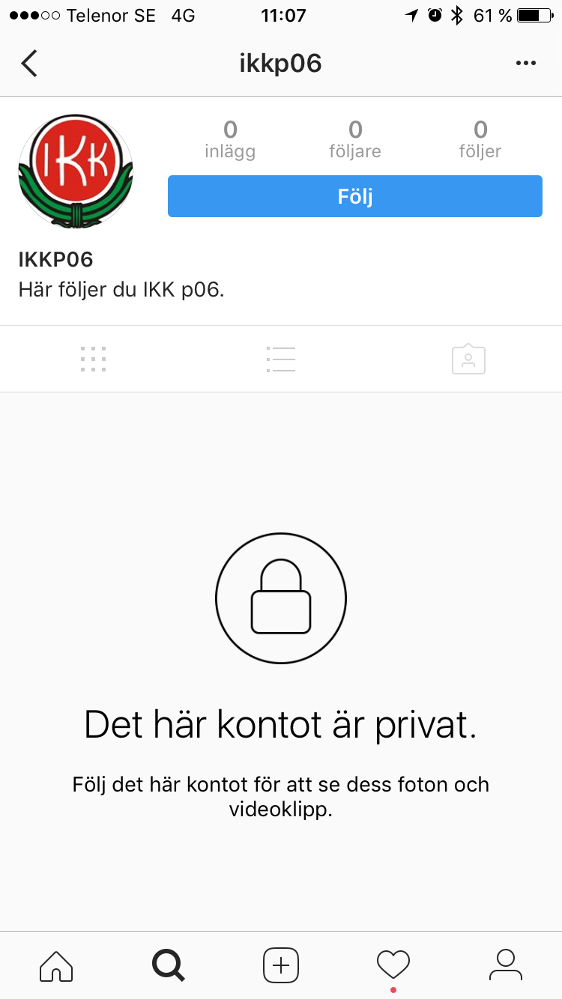 Telenor SE 4G 11:07 61 %
ikkp06
IKK
0 0 0
inlägg följare följer
Följ
IKKP06
Här följer du IKK p06.
Det här kontot är privat.
Följ det här kontot för att se dess foton och
videoklipp.